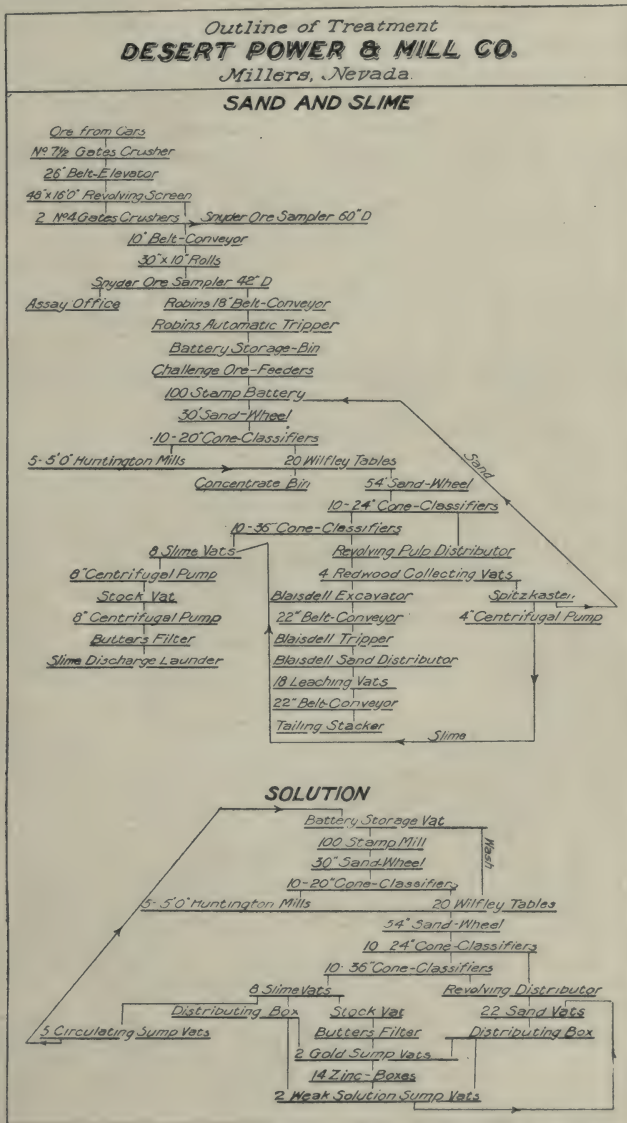 Outline of Treatment
DESERT POWER & MILL CO.
Millers, Nevada.
SAND AND SLIME
Ore from Cars
No 7½ Gates Crusher
26" Belt-Elevator
48"x16'0" Revolving Screen
2 No 4 Gates Crushers Snyder Ore Sampler 60"D
10" Belt-Conveyor
30"x10" Rolls
Snyder Ore Sampler 42"D
Assay Office Robins 18" Belt-Conveyor
Robins Automatic Tripper
Battery Storage-Bin
Challenge Ore-Feeders
100 Stamp Battery
30' Sand-Wheel
10-20" Cone-Classifiers
5-5'0" Huntington Mills 20 Wilfley Tables
Sand
Concentrate Bin 54" Sand-Wheel
10-24" Cone-Classifiers
10-36" Cone-Classifiers
8 Slime Vats Revolving Pulp Distributor
8" Centrifugal Pump 4 Redwood Collecting Vats
Stock Vat Blaisdell Excavator Spitzkasten
8" Centrifugal Pump 22" Belt-Conveyor 4" Centrifugal Pump
Butters Filter Blaisdell Tripper
Slime Discharge Launder Blaisdell Sand Distributor
18 Leaching Vats
22" Belt-Conveyor
Tailing Stacker Slime
SOLUTION
Battery Storage Vat
100 Stamp Mill
Wash
30" Sand-Wheel
10-20" Cone-Classifiers
5-5'0" Huntington Mills 20 Wilfley Tables
54" Sand-Wheel
10 24" Cone-Classifiers
10-36" Cone-Classifiers
8 Slime Vats Revolving Distributor
Distributing Box Stock Vat 22 Sand Vats
5 Circulating Sump Vats Butters Filter Distributing Box
2 Gold Sump Vats
14 Zinc-Boxes
2 Weak Solution Sump Vats